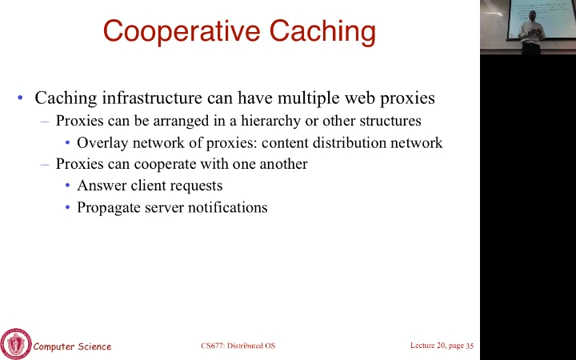 Cooperative Caching
• Caching infrastructure can have multiple web proxies
– Proxies can be arranged in a hierarchy or other structures
• Overlay network of proxies: content distribution network
– Proxies can cooperate with one another
• Answer client requests
• Propagate server notifications
Computer Science
CS677: Distributed OS
Lecture 20, page 35